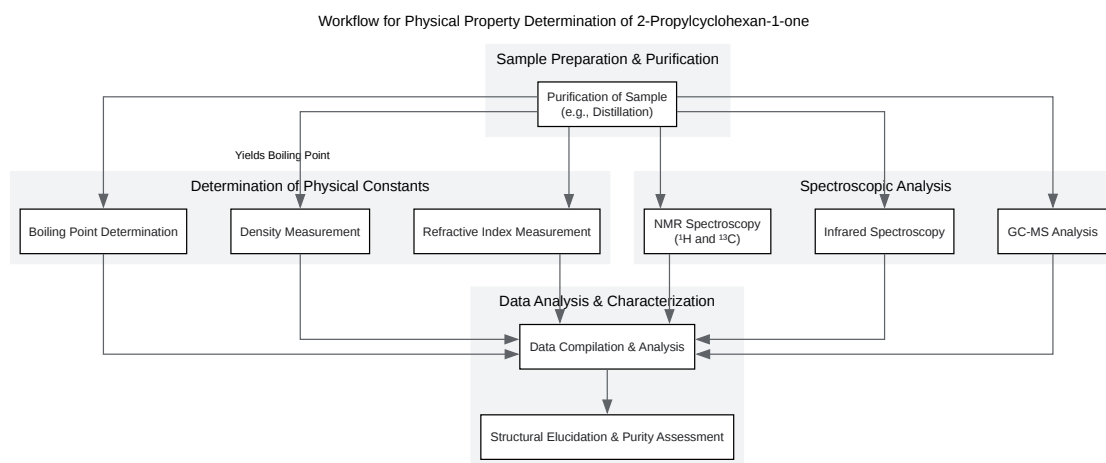 Workflow for Physical Property Determination of 2-Propylcyclohexan-1-one
Sample Preparation & Purification
Purification of Sample
(e.g., Distillation)
Yields Boiling Point
Determination of Physical Constants
Spectroscopic Analysis
Boiling Point Determination
Density Measurement
Refractive Index Measurement
NMR Spectroscopy
(¹H and ¹³C)
Infrared Spectroscopy
GC-MS Analysis
Data Analysis & Characterization
Data Compilation & Analysis
Structural Elucidation & Purity Assessment